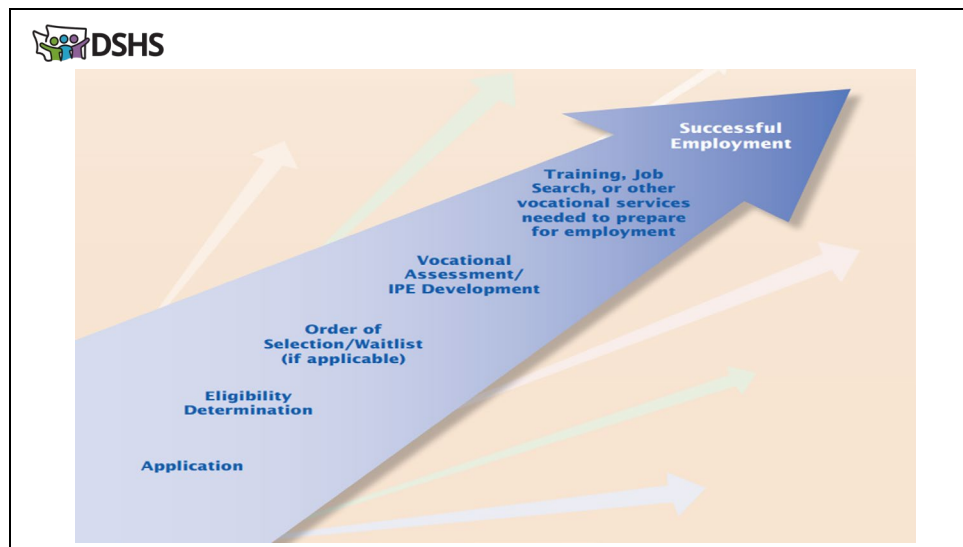 DSHS
Successful
Employment
Training, Job
Search, or other
vocational services
needed to prepare
for employment
Vocational
Assessment/
IPE Development
Order of
Selection/Waitlist
(if applicable)
Eligibility
Determination
Application